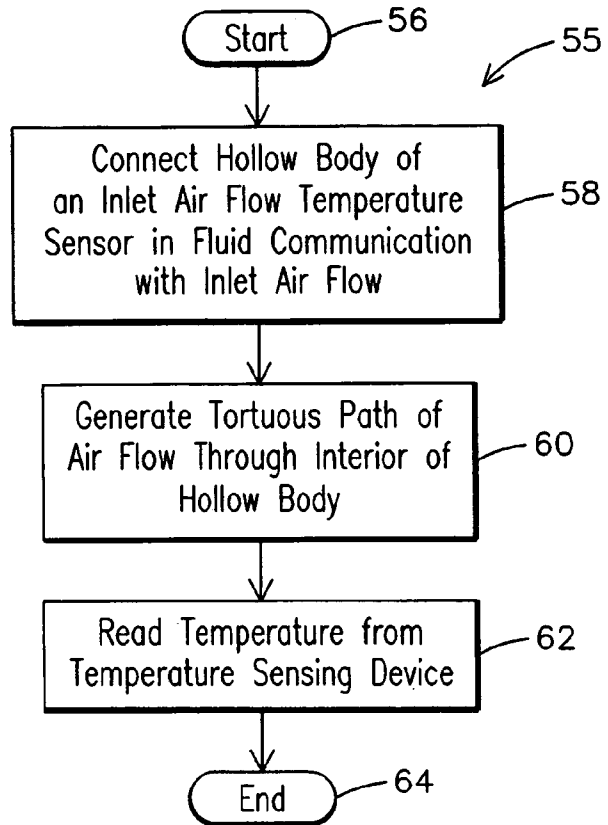 Start
56
55
Connect Hollow Body of
an Inlet Air Flow Temperature
Sensor in Fluid Communication
with Inlet Air Flow
58
Generate Tortuous Path of
Air Flow Through Interior of
Hollow Body
60
Read Temperature from
Temperature Sensing Device
62
End
64